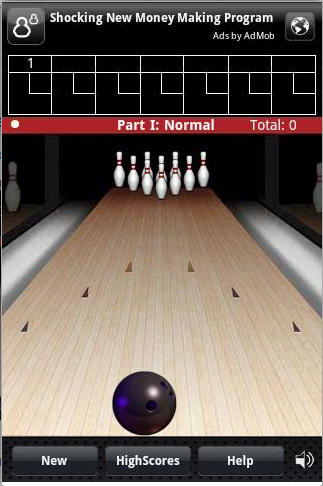 Shocking New Money Making Program
Ads by AdMob
1
Part I: Normal Total: 0
New HighScores Help